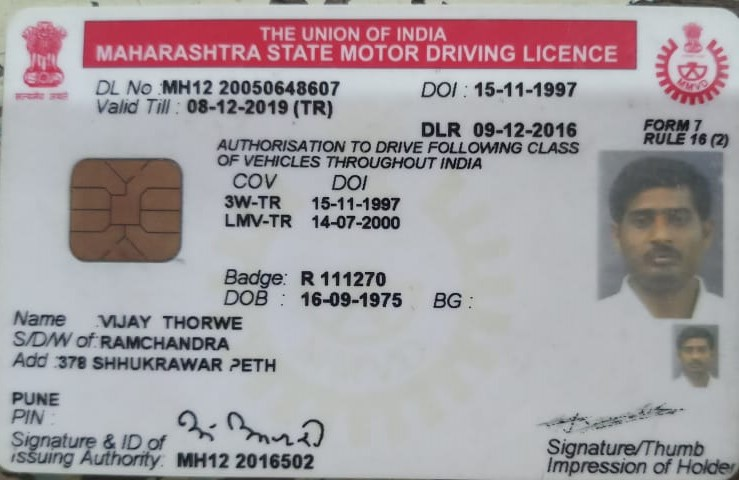 THE UNION OF INDIA
MAHARASHTRA STATE MOTOR DRIVING LICENCE
सत्यमेव जयते
MMVD
DL No : MH12 20050648607 DOI : 15-11-1997
Valid Till : 08-12-2019 (TR)
DLR 09-12-2016 FORM 7
RULE 16 (2)
AUTHORISATION TO DRIVE FOLLOWING CLASS
OF VEHICLES THROUGHOUT INDIA
COV DOI
3W-TR 15-11-1997
LMV-TR 14-07-2000
Badge: R 111270
DOB : 16-09-1975 BG :
Name :VIJAY THORWE
S/D/W of: RAMCHANDRA
Add :378 SHHUKRAWAR PETH
PUNE
PIN :
Signature & ID of
Issuing Authority: MH12 2016502
Signature/Thumb
Impression of Holder